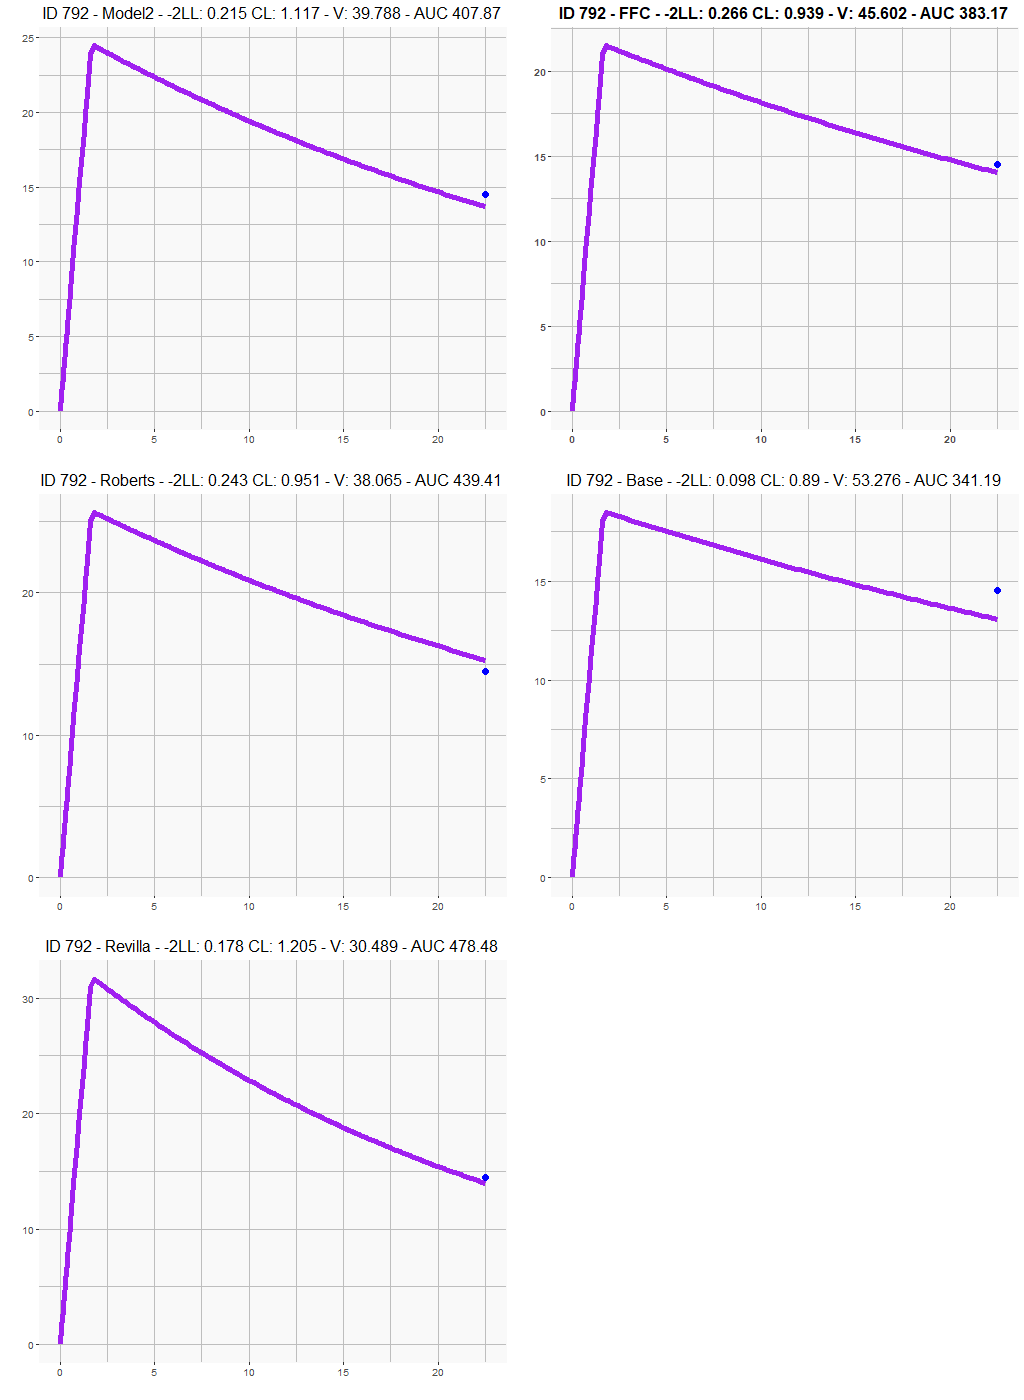 ID 792 - Model2 - -2LL: 0.215 CL: 1.117 - V: 39.788 - AUC 407.87
25
20
15
10
5
0
0 5 10 15 20
ID 792 - FFC - -2LL: 0.266 CL: 0.939 - V: 45.602 - AUC 383.17
20
15
10
5
0
0 5 10 15 20
ID 792 - Roberts - -2LL: 0.243 CL: 0.951 - V: 38.065 - AUC 439.41
20
10
0
0 5 10 15 20
ID 792 - Base - -2LL: 0.098 CL: 0.89 - V: 53.276 - AUC 341.19
15
10
5
0
0 5 10 15 20
ID 792 - Revilla - -2LL: 0.178 CL: 1.205 - V: 30.489 - AUC 478.48
30
20
10
0
0 5 10 15 20